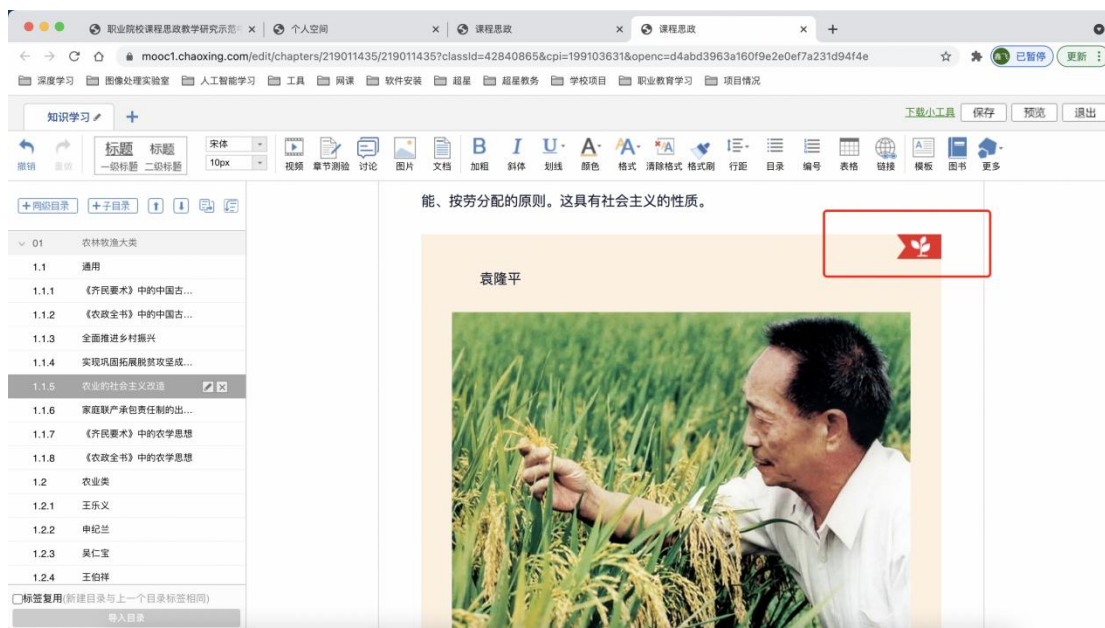 职业院校课程思政教学研究示范
个人空间
课程思政
课程思政
mooc1.chaoxing.com/edit/chapters/219011435/219011435?classId=42840865&cpi=199103631&openc=d4abd3963a160f9e2e0ef7a231d94f4e
已暂停
更新
深度学习 图像处理实验室 人工智能学习 工具 网课 软件安装 超星 超星教务 学校项目 职业教育学习 项目情况
知识学习 +
下载小工具 保存 预览 退出
标题 标题 宋体
撤销 重做 一级标题 二级标题 10px 视频 章节测验 讨论 图片 文档 加粗 斜体 划线 颜色 格式 清除格式 格式刷 行距 目录 编号 表格 链接 模板 图书 更多
+同级目录 +子目录
能、按劳分配的原则。这具有社会主义的性质。
袁隆平
01 农林牧渔大类
1.1 通用
1.1.1 《齐民要术》中的中国古...
1.1.2 《农政全书》中的中国古...
1.1.3 全面推进乡村振兴
1.1.4 实现巩固拓展脱贫攻坚成...
1.1.5 农业的社会主义改造
1.1.6 家庭联产承包责任制的出...
1.1.7 《齐民要术》中的农学思想
1.1.8 《农政全书》中的农学思想
1.2 农业类
1.2.1 王乐义
1.2.2 申纪兰
1.2.3 吴仁宝
1.2.4 王伯祥
标签复用(新建目录与上一个目录标签相同)
导入目录